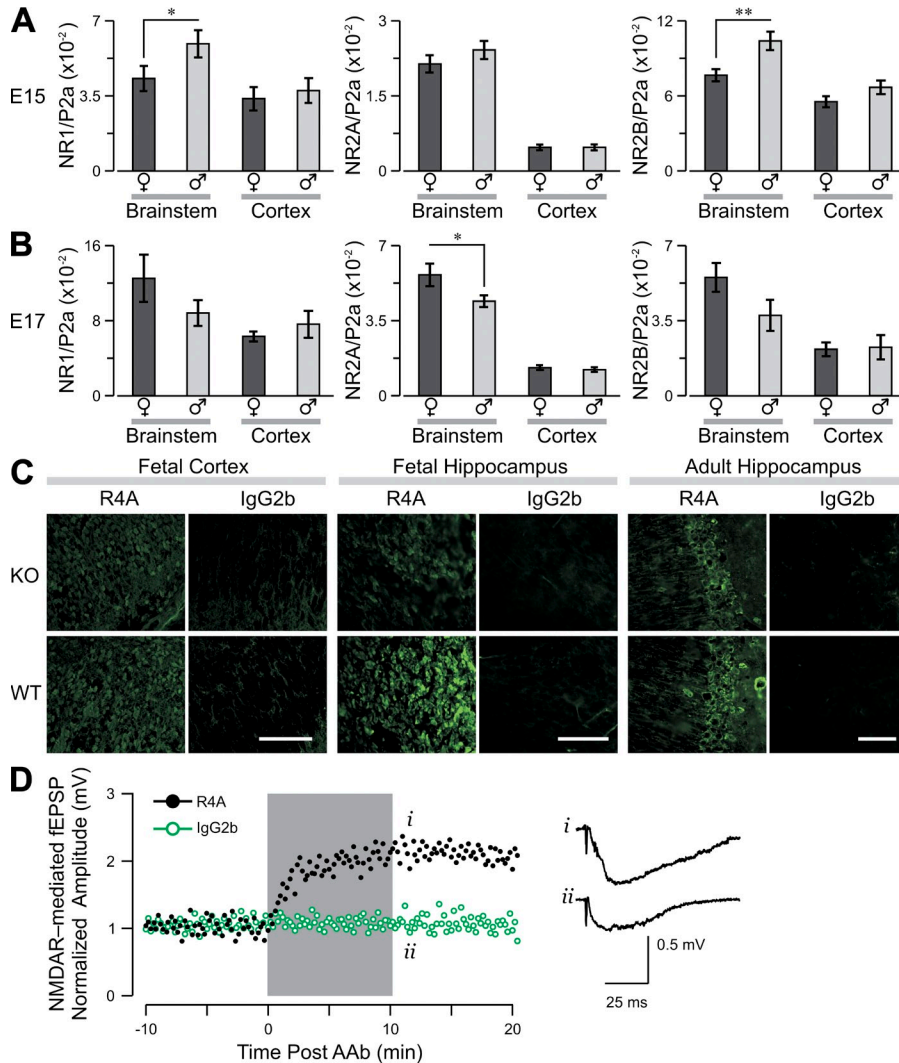 A
E15
NR1/P2a (x10⁻²)
7
3.5
0
*
♀ ♂ ♀ ♂
Brainstem Cortex
NR2A/P2a (x10⁻²)
3
1.5
0
♀ ♂ ♀ ♂
Brainstem Cortex
NR2B/P2a (x10⁻²)
12
6
0
**
♀ ♂ ♀ ♂
Brainstem Cortex
B
E17
NR1/P2a (x10⁻²)
16
8
0
♀ ♂ ♀ ♂
Brainstem Cortex
NR2A/P2a (x10⁻²)
7
3.5
0
*
♀ ♂ ♀ ♂
Brainstem Cortex
NR2B/P2a (x10⁻²)
7
3.5
0
♀ ♂ ♀ ♂
Brainstem Cortex
C
Fetal Cortex Fetal Hippocampus Adult Hippocampus
R4A IgG2b R4A IgG2b R4A IgG2b
KO
WT
D
NMDAR–mediated fEPSP
Normalized Amplitude (mV)
3
2
1
0
R4A
IgG2b
i
ii
-10 0 10 20
Time Post AAb (min)
i
ii
0.5 mV
25 ms